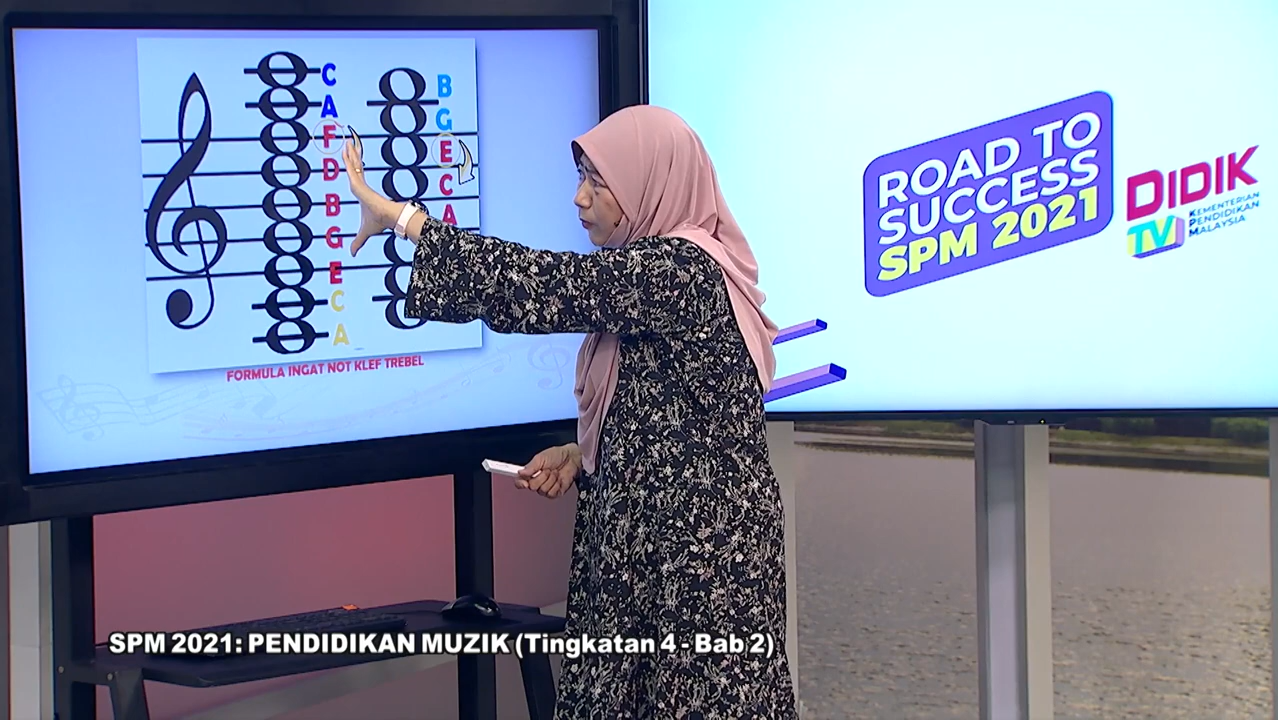 C
A
F
D
B
G
E
C
A
B
G
E
C
A
FORMULA INGAT NOT KLEF TREBEL
ROAD TO
SUCCESS
SPM 2021
DIDIK
TV
KEMENTERIAN
PENDIDIKAN
MALAYSIA
SPM 2021: PENDIDIKAN MUZIK (Tingkatan 4 - Bab 2)